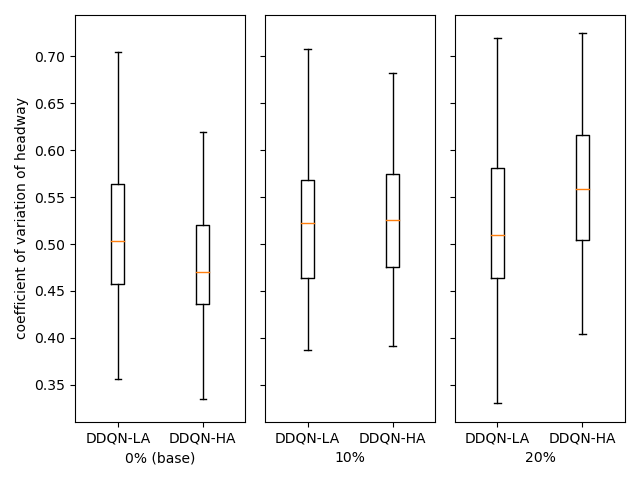 coefficient of variation of headway
0.70
0.65
0.60
0.55
0.50
0.45
0.40
0.35
DDQN-LA DDQN-HA DDQN-LA DDQN-HA DDQN-LA DDQN-HA
0% (base) 10% 20%